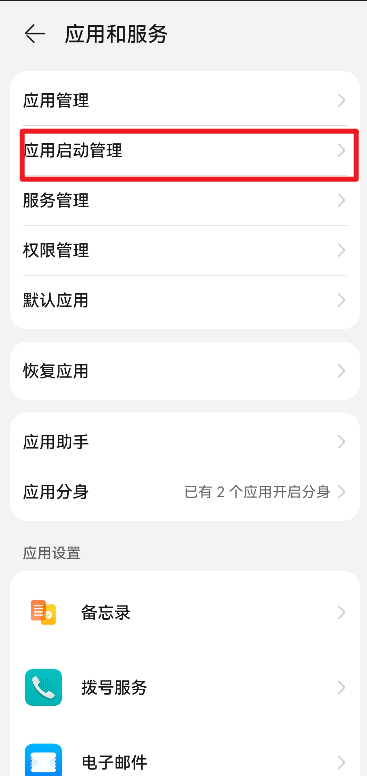 应用和服务
应用管理
应用启动管理
服务管理
权限管理
默认应用
恢复应用
应用助手
应用分身 已有 2 个应用开启分身
应用设置
备忘录
拨号服务
电子邮件